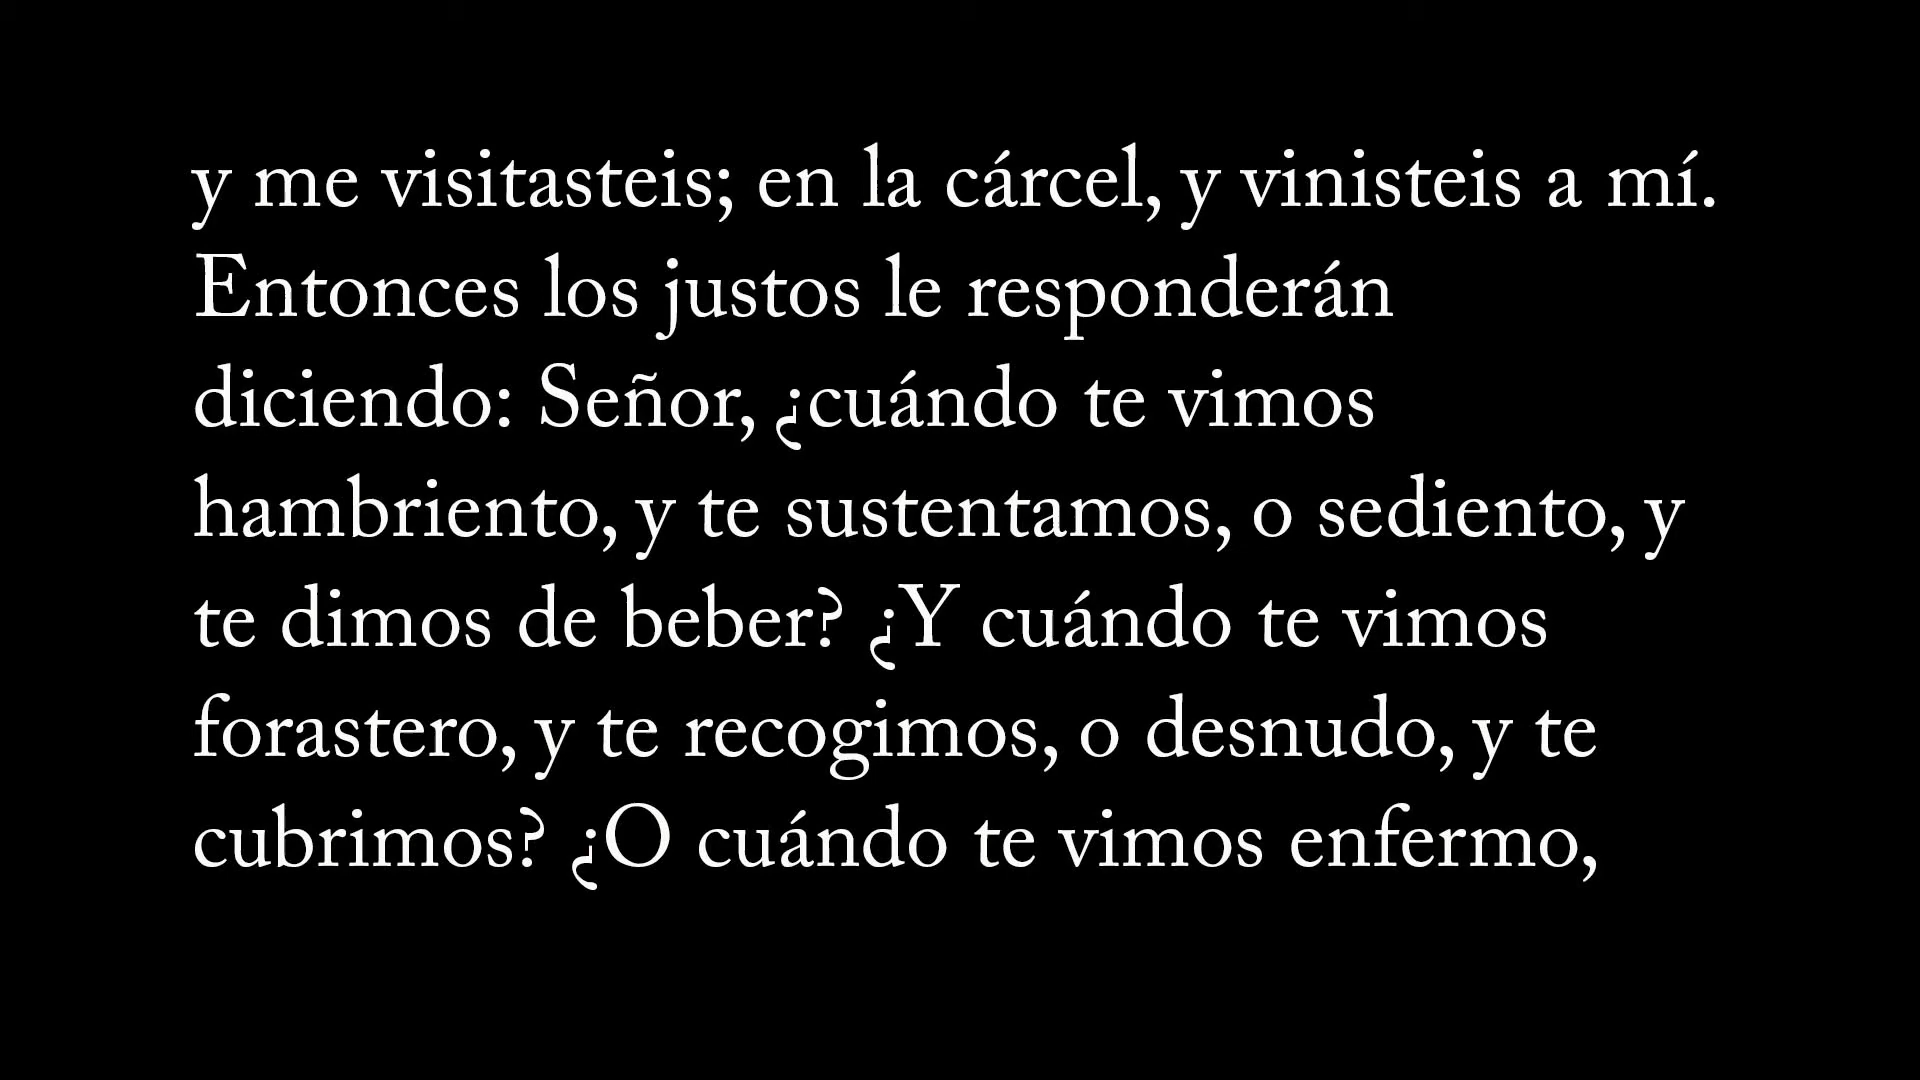 y me visitasteis; en la cárcel, y vinisteis a mí.
Entonces los justos le responderán
diciendo: Señor, ¿cuándo te vimos
hambriento, y te sustentamos, o sediento, y
te dimos de beber? ¿Y cuándo te vimos
forastero, y te recogimos, o desnudo, y te
cubrimos? ¿O cuándo te vimos enfermo,